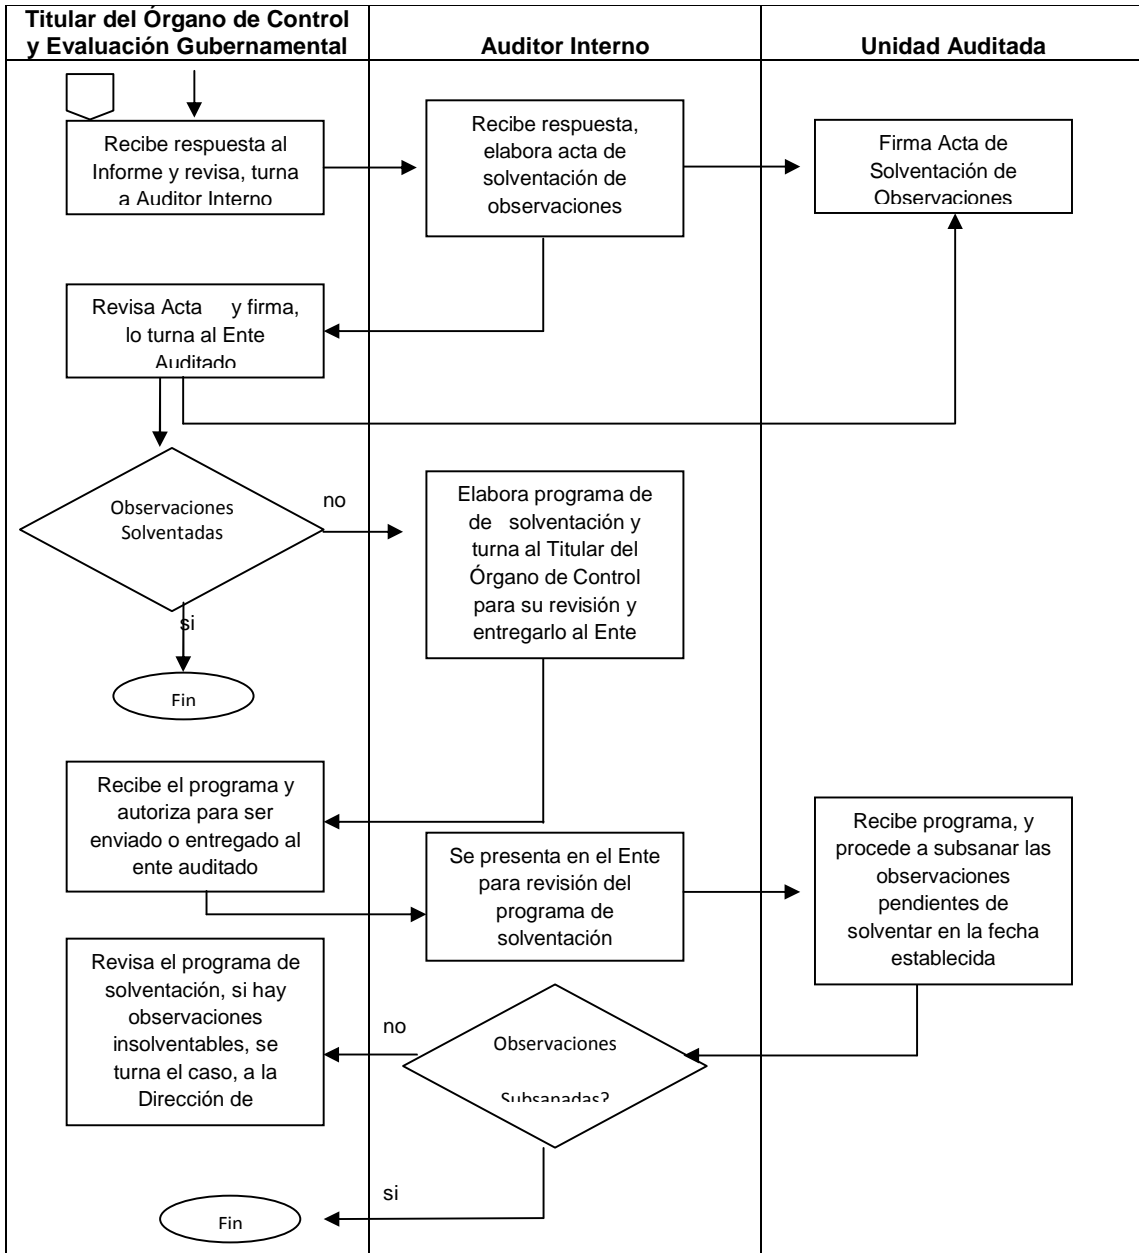 Titular del Órgano de Control
y Evaluación Gubernamental
Auditor Interno
Unidad Auditada
Recibe respuesta al
Informe y revisa, turna
a Auditor Interno
Recibe respuesta,
elabora acta de
solventación de
observaciones
Firma Acta de
Solventación de
Observaciones
Revisa Acta y firma,
lo turna al Ente
Auditado
Observaciones
Solventadas
no
si
Fin
Elabora programa de
de solventación y
turna al Titular del
Órgano de Control
para su revisión y
entregarlo al Ente
Recibe el programa y
autoriza para ser
enviado o entregado al
ente auditado
Se presenta en el Ente
para revisión del
programa de
solventación
Recibe programa, y
procede a subsanar las
observaciones
pendientes de
solventar en la fecha
establecida
Revisa el programa de
solventación, si hay
observaciones
insolventables, se
turna el caso, a la
Dirección de
no
Observaciones
Subsanadas?
si
Fin